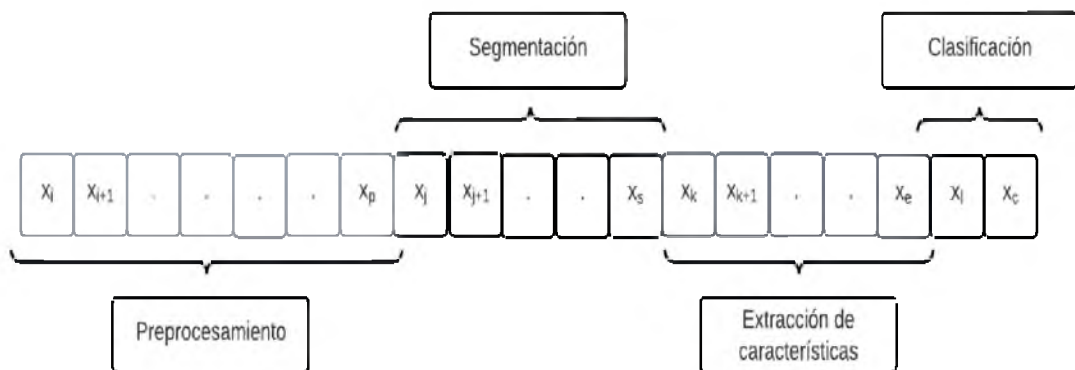 Segmentación
Clasificación
Xi Xi+1 . . . . Xp Xj Xj+1 . . Xs Xk Xk+1 . . Xe Xl Xc
Preprocesamiento
Extracción de
características